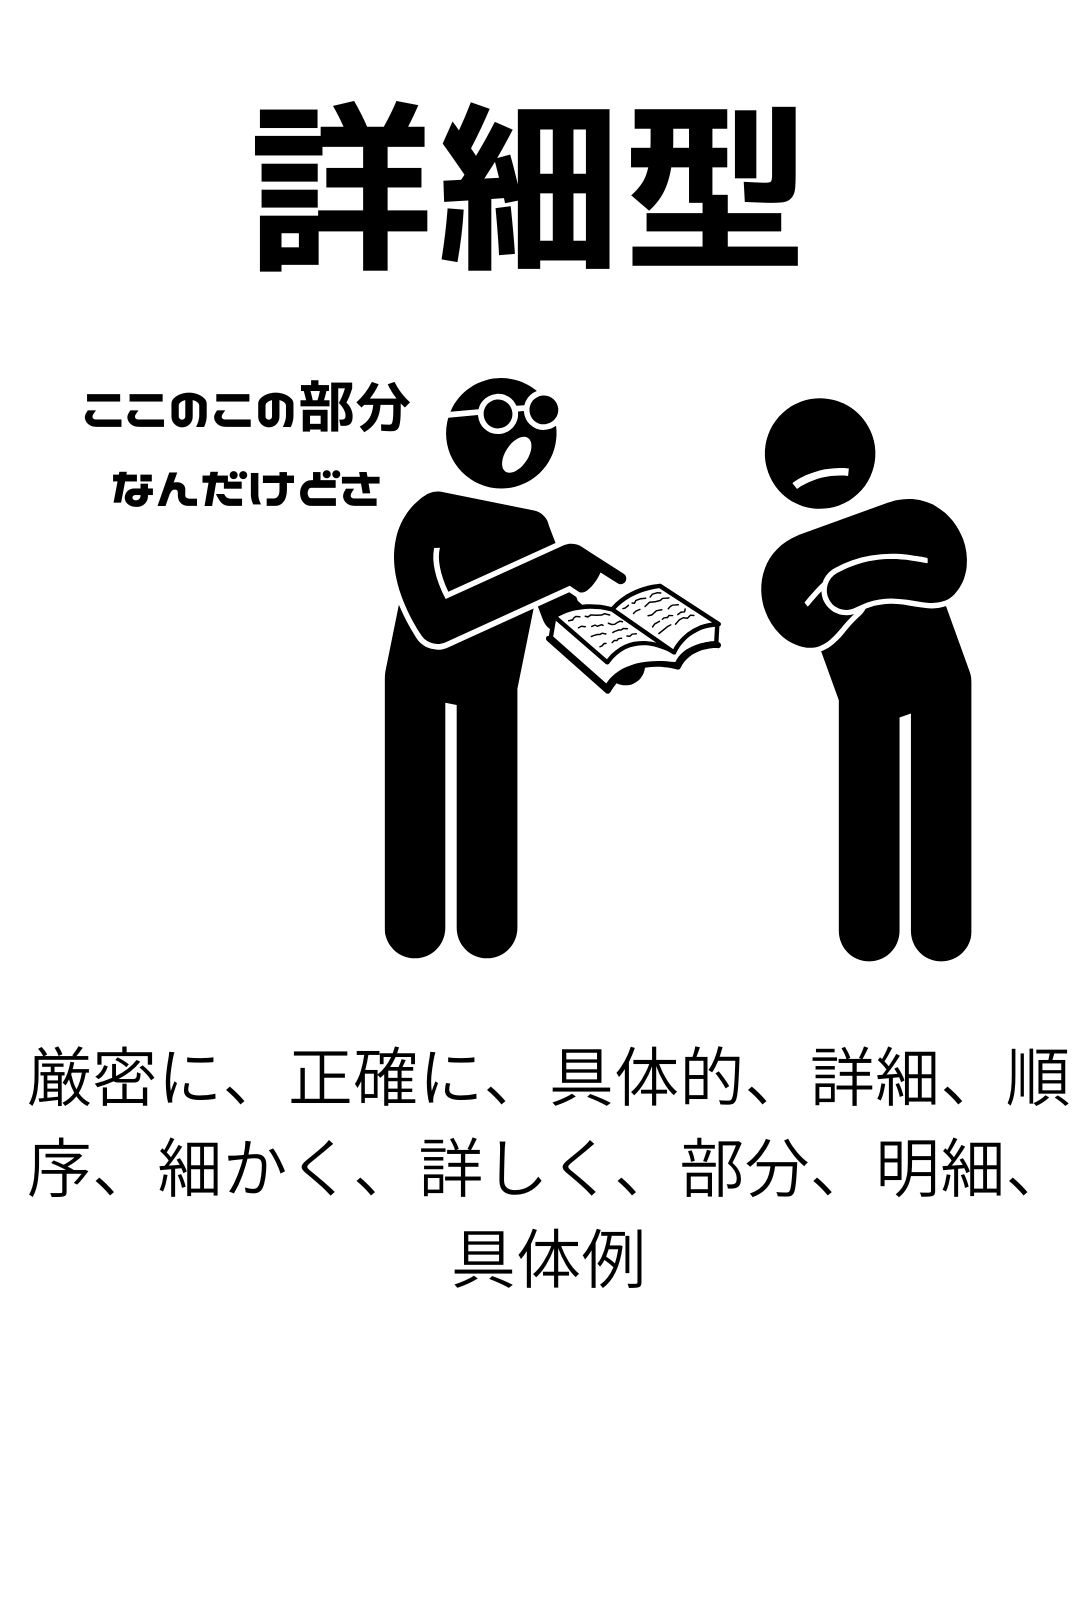 詳細型
ここのこの部分
なんだけどさ
厳密に、正確に、具体的、詳細、順
序、細かく、詳しく、部分、明細、
具体例